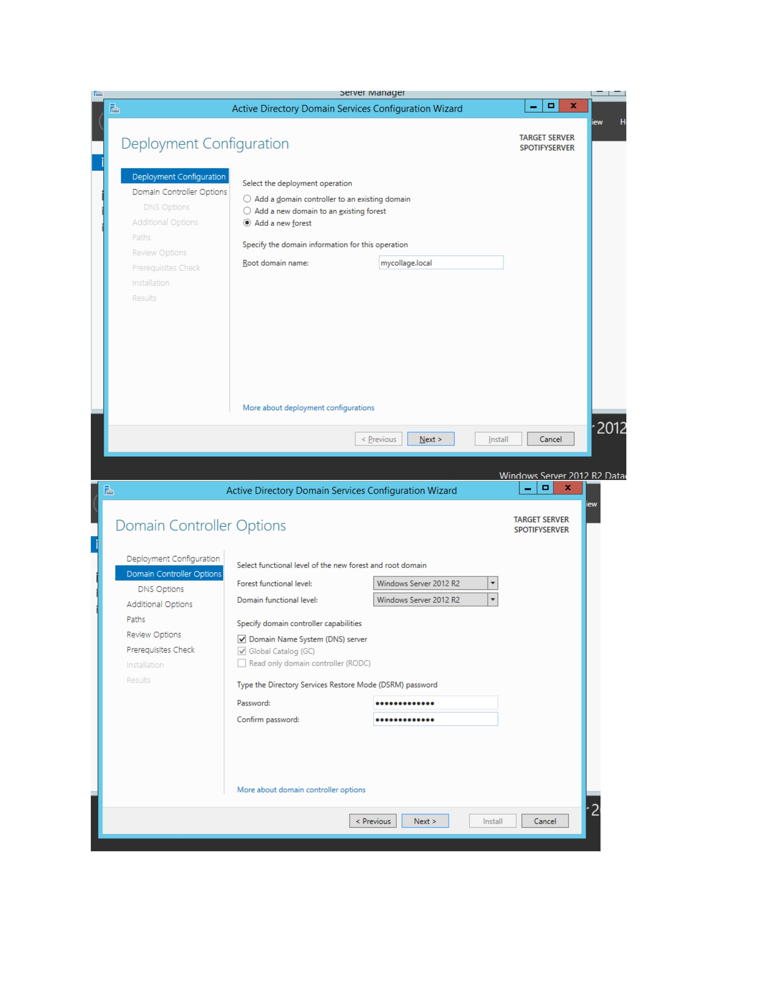 Server Manager
Active Directory Domain Services Configuration Wizard
Deployment Configuration
TARGET SERVER
SPOTIFYSERVER
Deployment Configuration
Domain Controller Options
DNS Options
Additional Options
Paths
Review Options
Prerequisites Check
Installation
Results
Select the deployment operation
Add a domain controller to an existing domain
Add a new domain to an existing forest
Add a new forest
Specify the domain information for this operation
Root domain name: mycollage.local
More about deployment configurations
< Previous Next > Install Cancel
2012
Windows Server 2012 R2 Data
Active Directory Domain Services Configuration Wizard
Domain Controller Options
TARGET SERVER
SPOTIFYSERVER
Deployment Configuration
Domain Controller Options
DNS Options
Additional Options
Paths
Review Options
Prerequisites Check
Installation
Results
Select functional level of the new forest and root domain
Forest functional level: Windows Server 2012 R2
Domain functional level: Windows Server 2012 R2
Specify domain controller capabilities
Domain Name System (DNS) server
Global Catalog (GC)
Read only domain controller (RODC)
Type the Directory Services Restore Mode (DSRM) password
Password: •••••••••••••
Confirm password: •••••••••••••
More about domain controller options
< Previous Next > Install Cancel